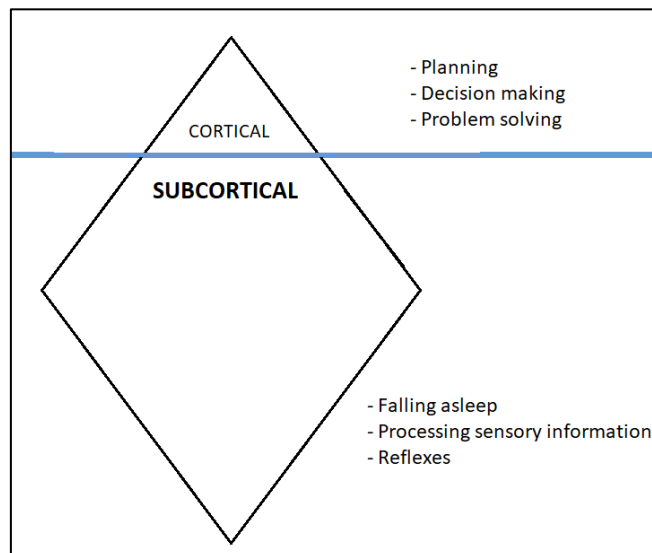 - Planning
- Decision making
- Problem solving
CORTICAL
SUBCORTICAL
- Falling asleep
- Processing sensory information
- Reflexes